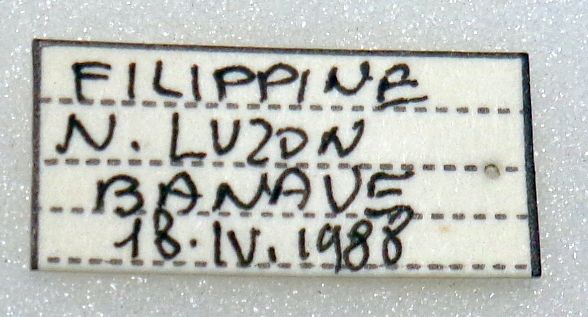 FILIPPINE
N. LUZON
BANAVE
18.IV.1988